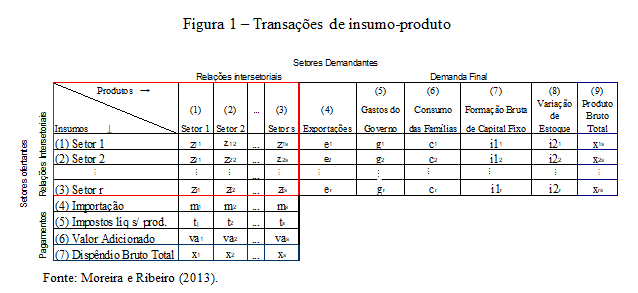 Figura 1 – Transações de insumo-produto
Setores Demandantes
Relações intersetoriais Demanda Final
Produtos → (1) (2) ... (3) (4) (5) (6) (7) (8) (9)
Gastos do Consumo Formação Bruta Variação de Produto Bruto
Insumos ↓ Setor 1 Setor 2 Setor s Exportações Governo das Famílias de Capital Fixo Estoque Total
(1) Setor 1 z11 z12 ... z1s e1 g1 c1 i11 i21 x1s
(2) Setor 2 z21 z22 ... z2s e2 g2 c2 i12 i22 x2s
⋮ ⋮ ... ⋮ ⋮ ⋮ ⋮ ⋮ ⋮ ⋮
(3) Setor r er gr cr i1r i2r
(4) Importação m1 m2 ... ms
(5) Impostos líq s/ prod. t1 t2 ... ts
(6) Valor Adicionado va1 va2 ... vas
(7) Dispêndio Bruto Total x1 x2 ... xs
Setores ofertantes
Relações Intersetoriais
Pagamentos
Fonte: Moreira e Ribeiro (2013).